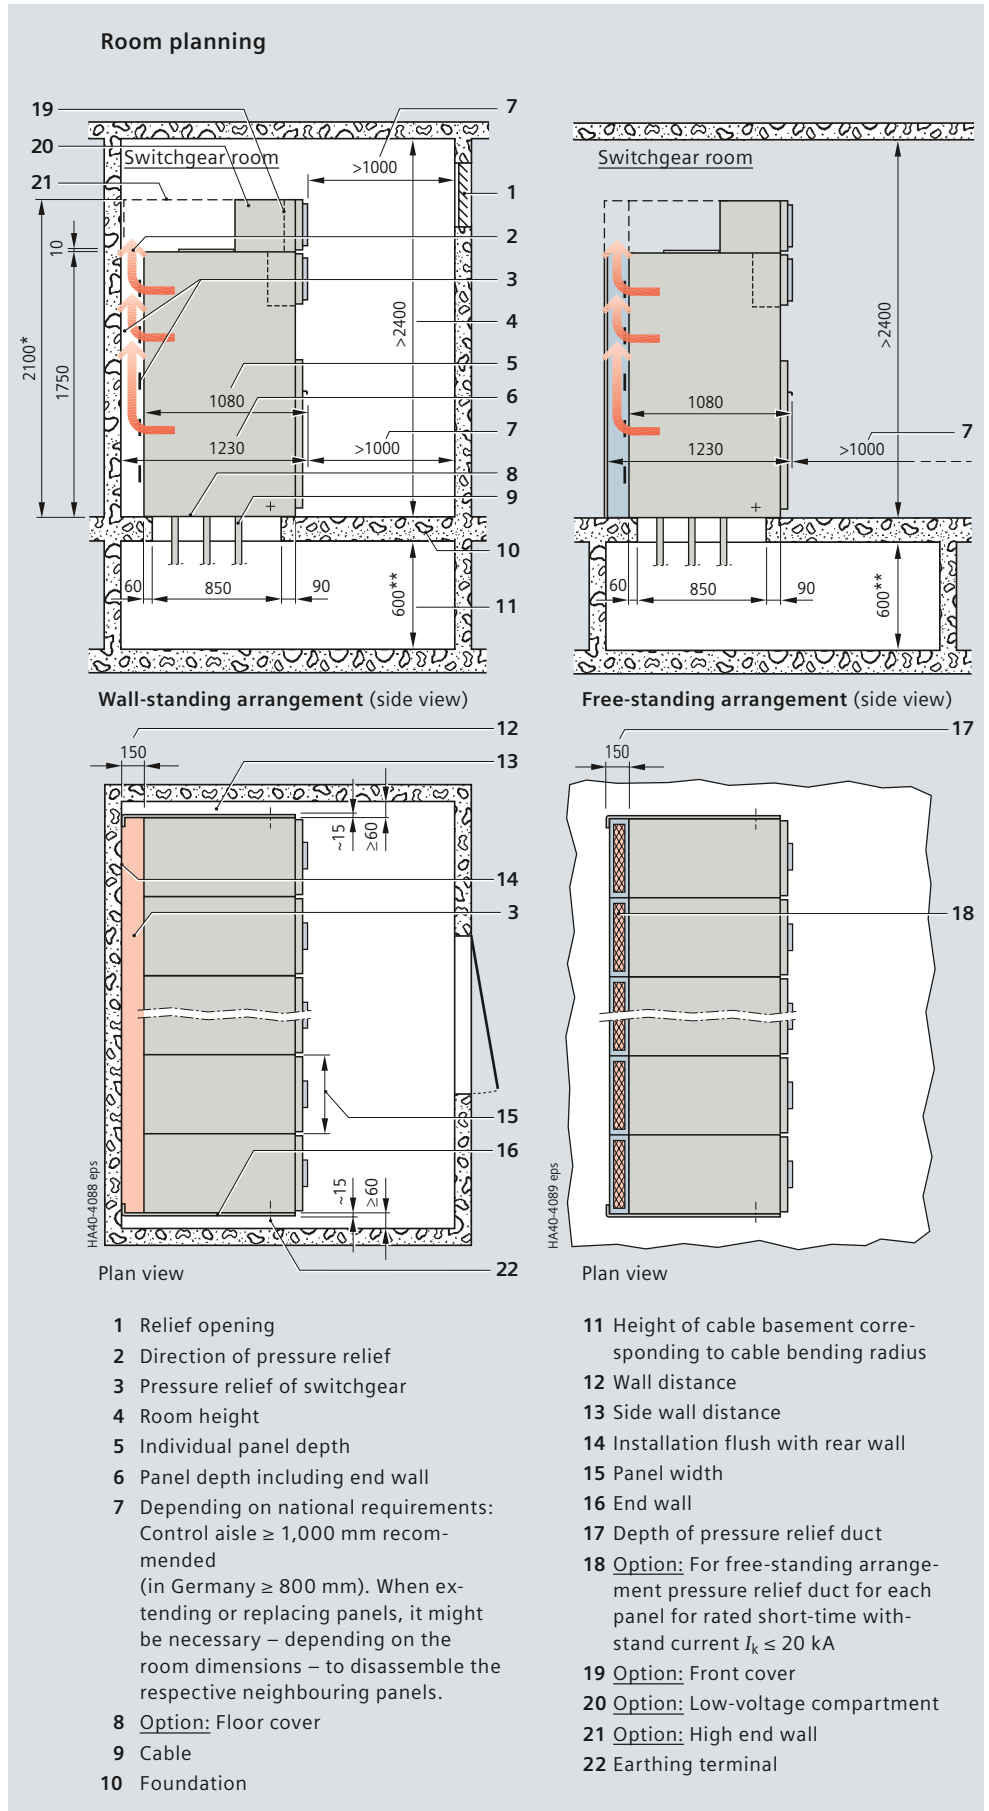 Room planning
19
7
20
Switchgear room
>1000
Switchgear room
21
1
2
10
3
2100*
1750
>2400
4
>2400
5
1080
1080
6
7
7
1230
>1000
1230
>1000
8
9
10
60
850
90
600**
60
850
90
600**
11
Wall-standing arrangement (side view)
Free-standing arrangement (side view)
12
17
150
13
150
~15
≥60
14
3
18
15
16
~15
≥60
HA40-4088 eps
HA40-4089 eps
22
Plan view
Plan view
1 Relief opening
2 Direction of pressure relief
3 Pressure relief of switchgear
4 Room height
5 Individual panel depth
6 Panel depth including end wall
7 Depending on national requirements:
Control aisle ≥ 1,000 mm recom-
mended
(in Germany ≥ 800 mm). When ex-
tending or replacing panels, it might
be necessary – depending on the
room dimensions – to disassemble the
respective neighbouring panels.
8 Option: Floor cover
9 Cable
10 Foundation
11 Height of cable basement corre-
sponding to cable bending radius
12 Wall distance
13 Side wall distance
14 Installation flush with rear wall
15 Panel width
16 End wall
17 Depth of pressure relief duct
18 Option: For free-standing arrange-
ment pressure relief duct for each
panel for rated short-time with-
stand current Ik ≤ 20 kA
19 Option: Front cover
20 Option: Low-voltage compartment
21 Option: High end wall
22 Earthing terminal